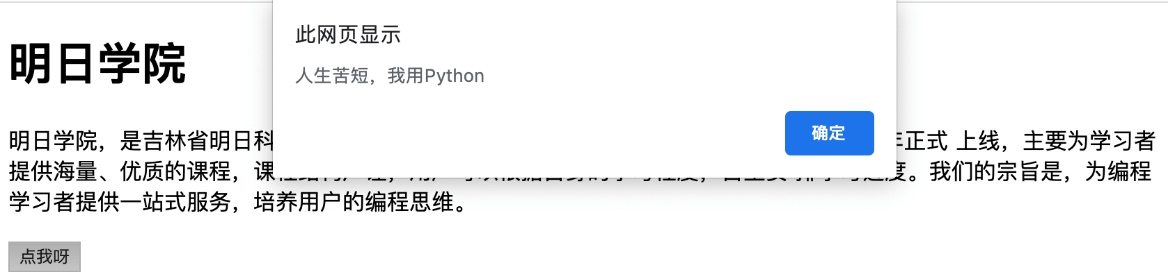 此网页显示
人生苦短，我用Python
确定
明日学院
明日学院，是吉林省明日科 正式 上线，主要为学习者
提供海量、优质的课程，课 。我们的宗旨是，为编程
学习者提供一站式服务，培养用户的编程思维。
点我呀